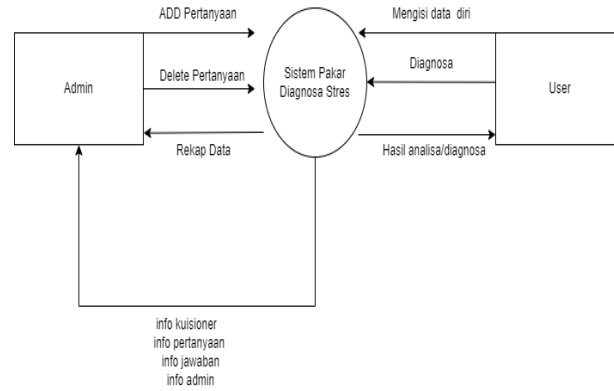 ADD Pertanyaan
Mengisi data diri
Admin
Delete Pertanyaan
Sistem Pakar
Diagnosa Stres
Diagnosa
User
Rekap Data
Hasil analisa/diagnosa
info kuisioner
info pertanyaan
info jawaban
info admin